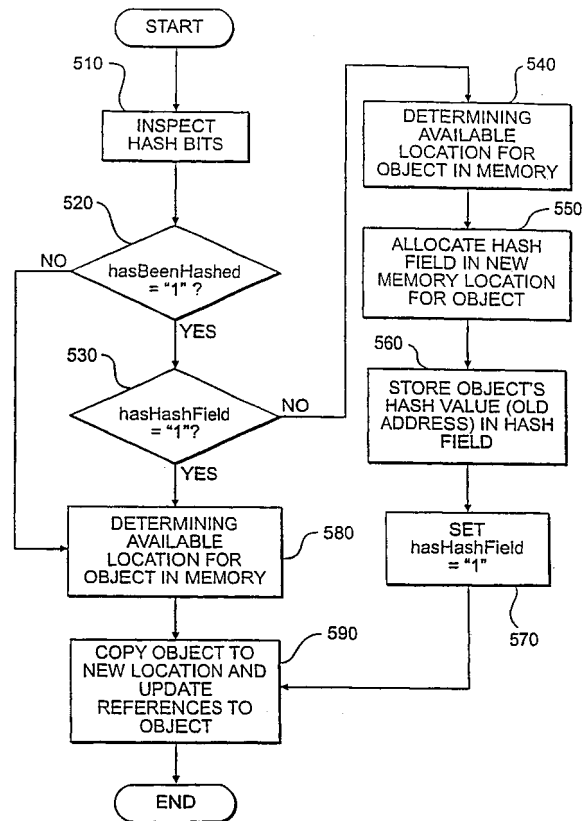 START
510
INSPECT
HASH BITS
520
NO
hasBeenHashed
= "1" ?
YES
530
hasHashField
= "1"?
NO
YES
DETERMINING
AVAILABLE
LOCATION FOR
OBJECT IN MEMORY
580
COPY OBJECT TO
NEW LOCATION AND
UPDATE
REFERENCES TO
OBJECT
590
END
540
DETERMINING
AVAILABLE
LOCATION FOR
OBJECT IN MEMORY
550
ALLOCATE HASH
FIELD IN NEW
MEMORY LOCATION
FOR OBJECT
560
STORE OBJECT'S
HASH VALUE (OLD
ADDRESS) IN HASH
FIELD
SET
hasHashField
= "1"
570